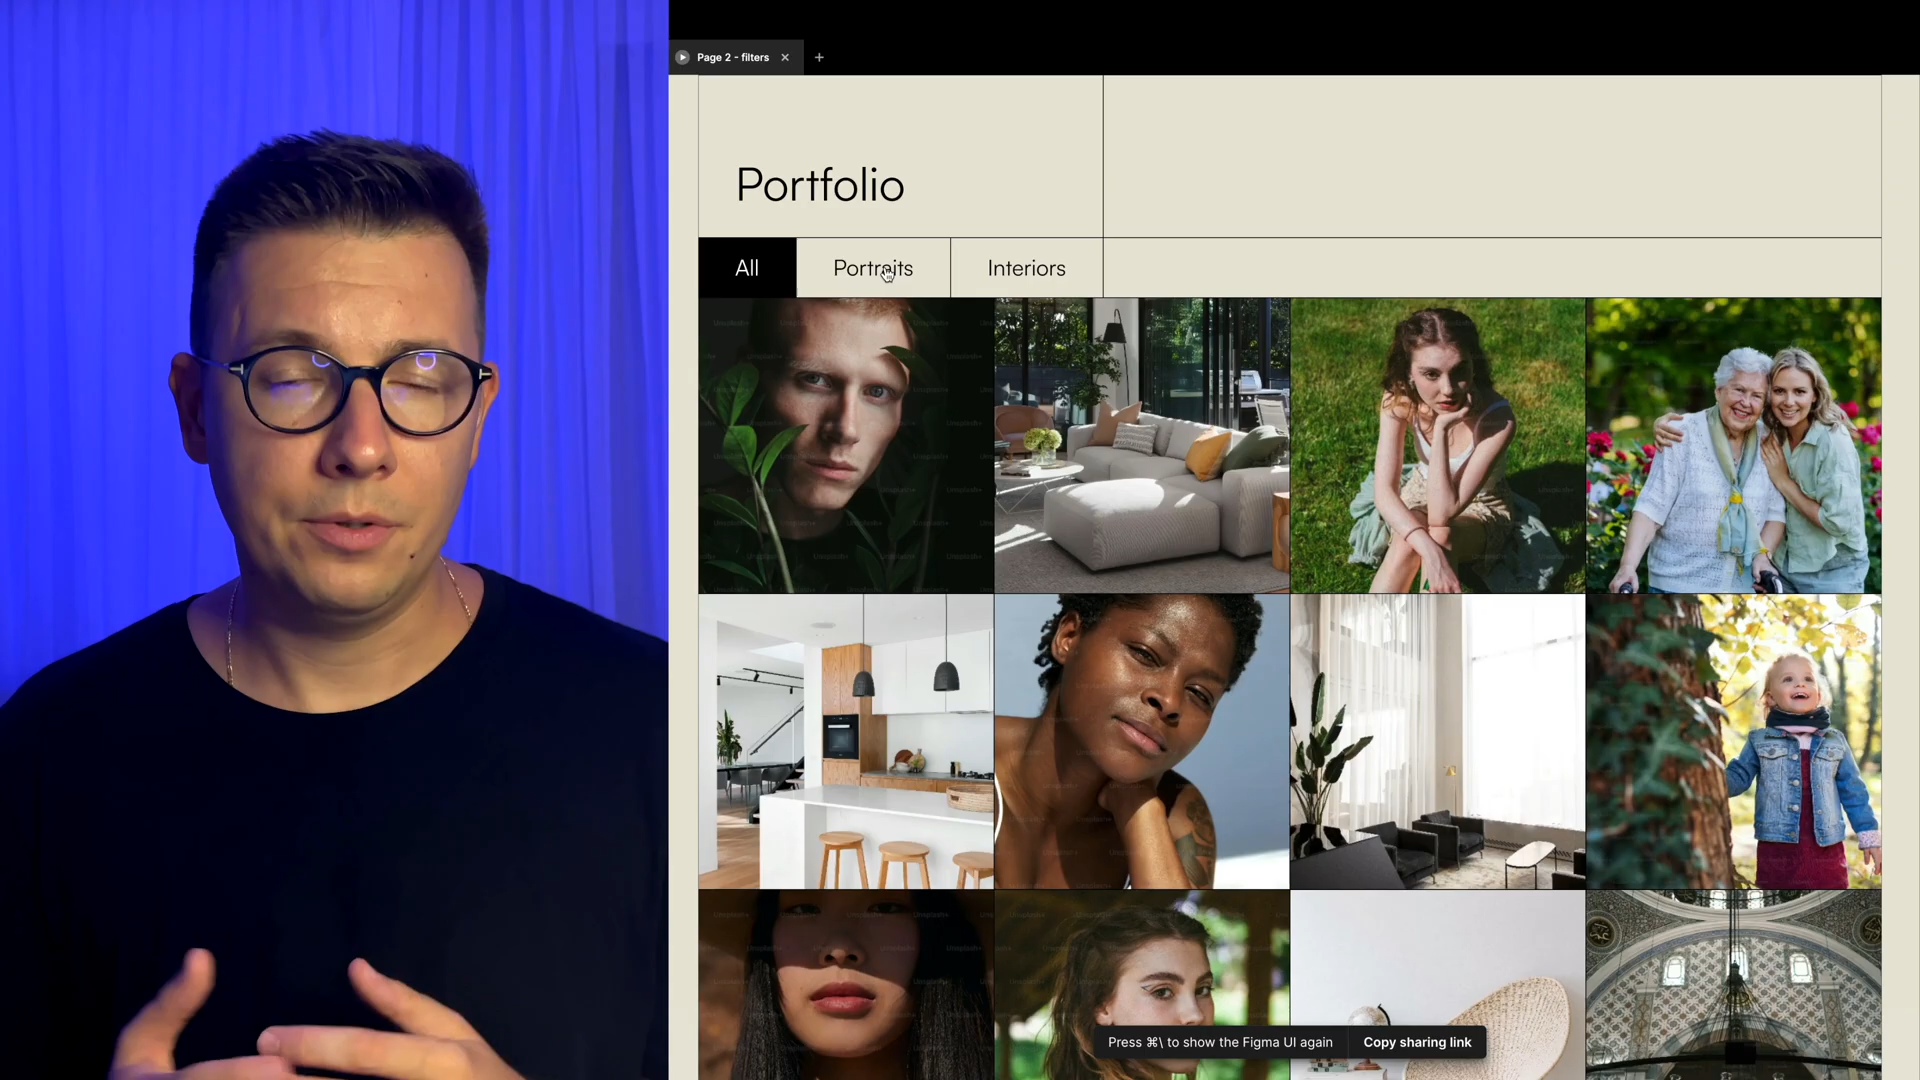 Page 2 - filters
Portfolio
All
Portraits
Interiors
Press ⌘\ to show the Figma UI again
Copy sharing link